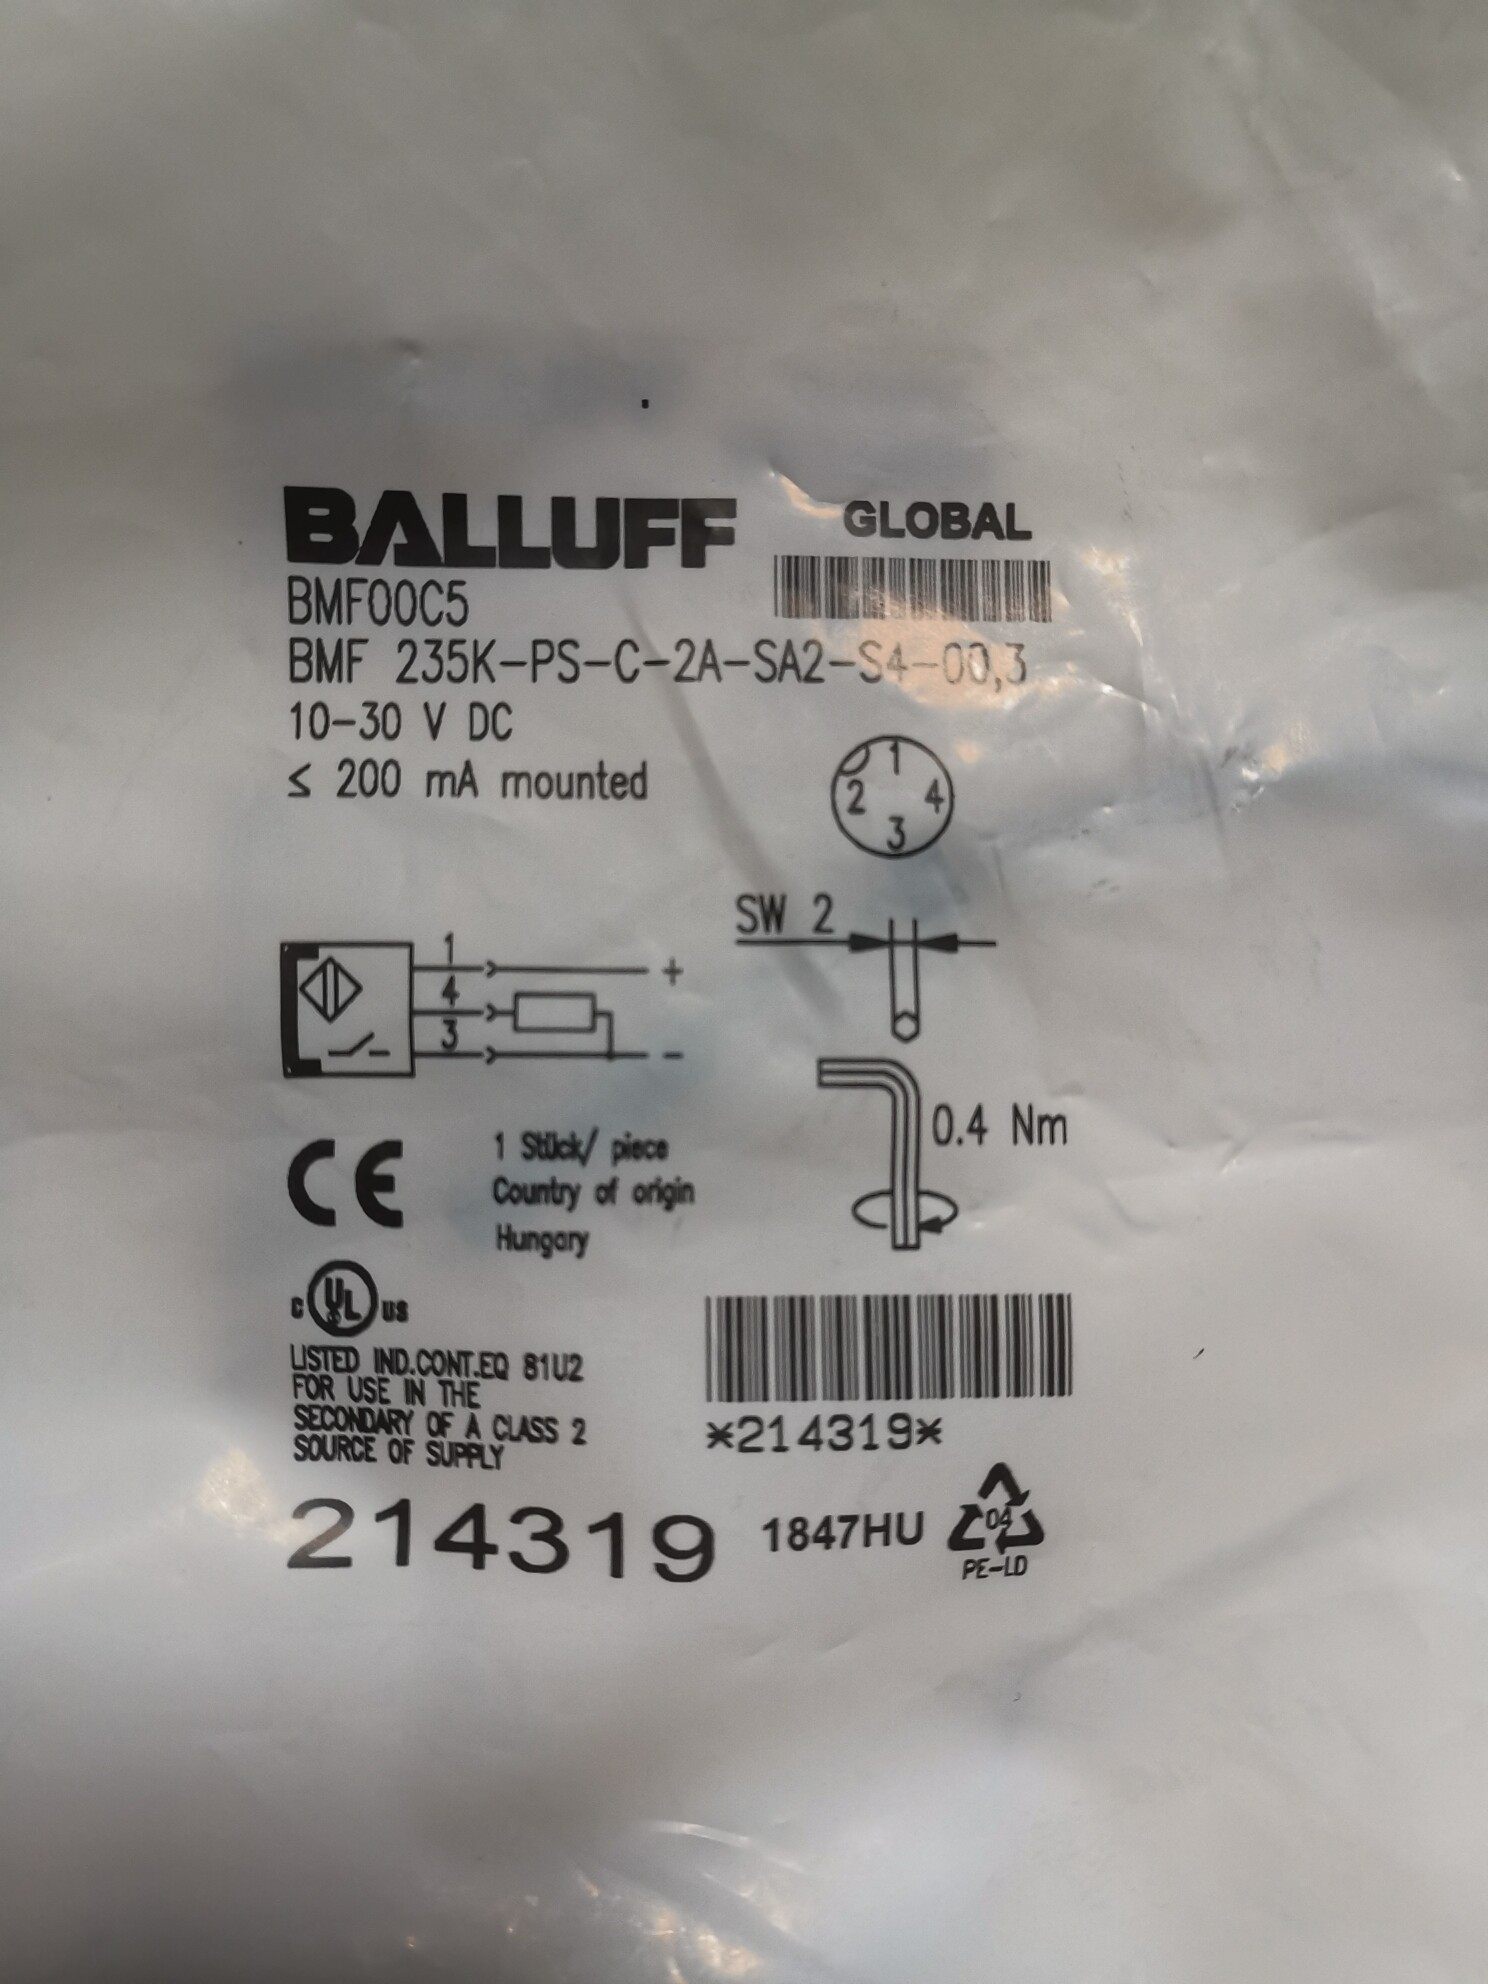 BALLUFF
GLOBAL
BMF00C5
BMF 235K-PS-C-2A-SA2-S4-00,3
10-30 V DC
≤ 200 mA mounted
1
2 4
3
SW 2
1
+
4
3
-
0.4 Nm
CE
1 Stück/ piece
Country of origin
Hungary
C UL US
LISTED IND.CONT.EQ 81U2
FOR USE IN THE
SECONDARY OF A CLASS 2
SOURCE OF SUPPLY
*214319*
214319
1847HU
04
PE-LD